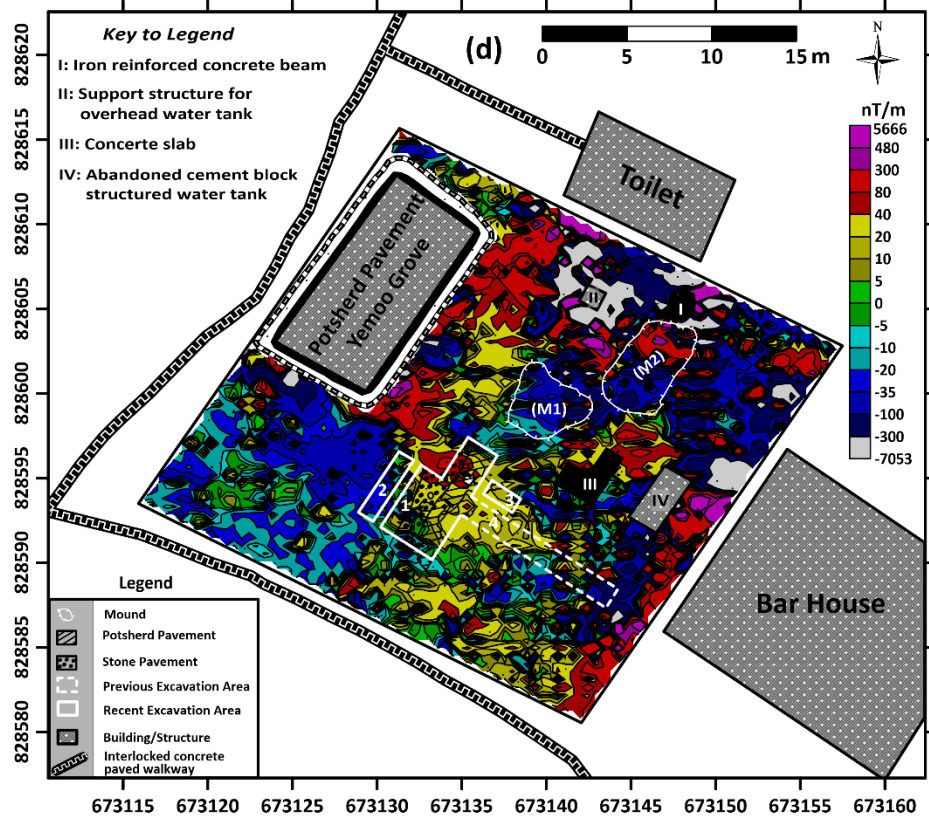 Key to Legend
I: Iron reinforced concrete beam
II: Support structure for
overhead water tank
III: Concerte slab
IV: Abandoned cement block
structured water tank
(d)
0 5 10 15 m
N
nT/m
5666
480
300
80
40
20
10
5
0
-5
-10
-20
-35
-100
-300
-7053
Toilet
Potsherd Pavement
Yemoo Grove
II
I
(M1)
(M2)
III
IV
2
1
3
4
Bar House
Legend
Mound
Potsherd Pavement
Stone Pavement
Previous Excavation Area
Recent Excavation Area
Building/Structure
Interlocked concrete
paved walkway
828620
828615
828610
828605
828600
828595
828590
828585
828580
673115 673120 673125 673130 673135 673140 673145 673150 673155 673160